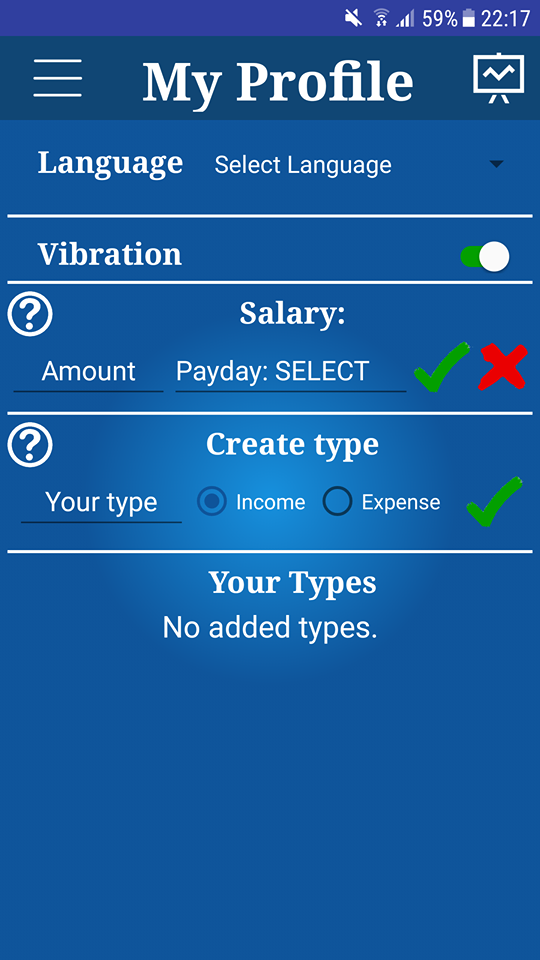 59% 22:17
My Profile
Language Select Language
Vibration
? Salary:
Amount Payday: SELECT
? Create type
Your type Income Expense
Your Types
No added types.